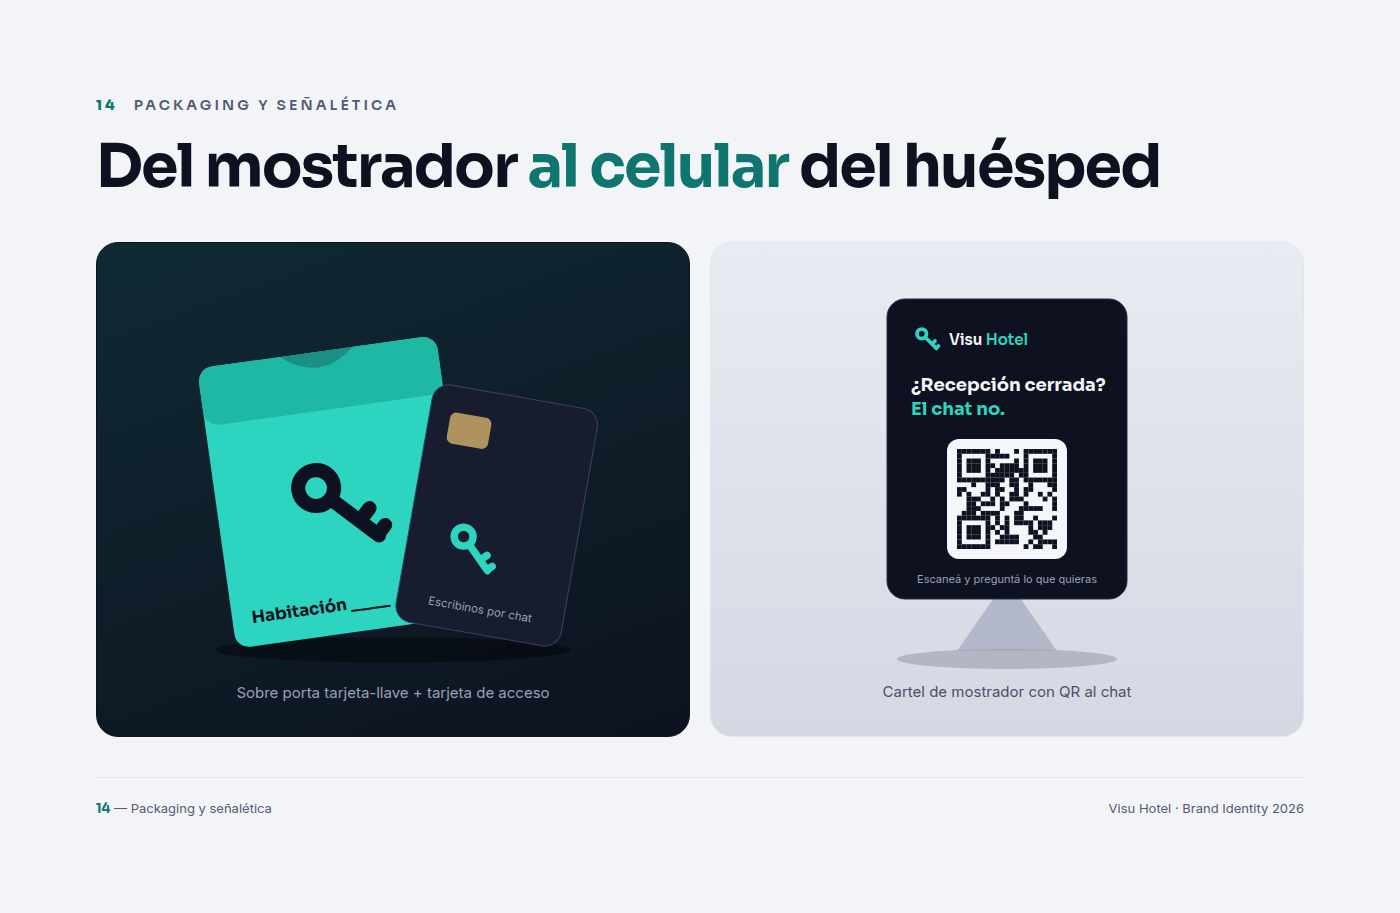 14 PACKAGING Y SEÑALÉTICA
Del mostrador al celular del huésped
Habitación ____
Escribinos por chat
Sobre porta tarjeta-llave + tarjeta de acceso
Visu Hotel
¿Recepción cerrada?
El chat no.
Escaneá y preguntá lo que quieras
Cartel de mostrador con QR al chat
14 — Packaging y señalética
Visu Hotel · Brand Identity 2026